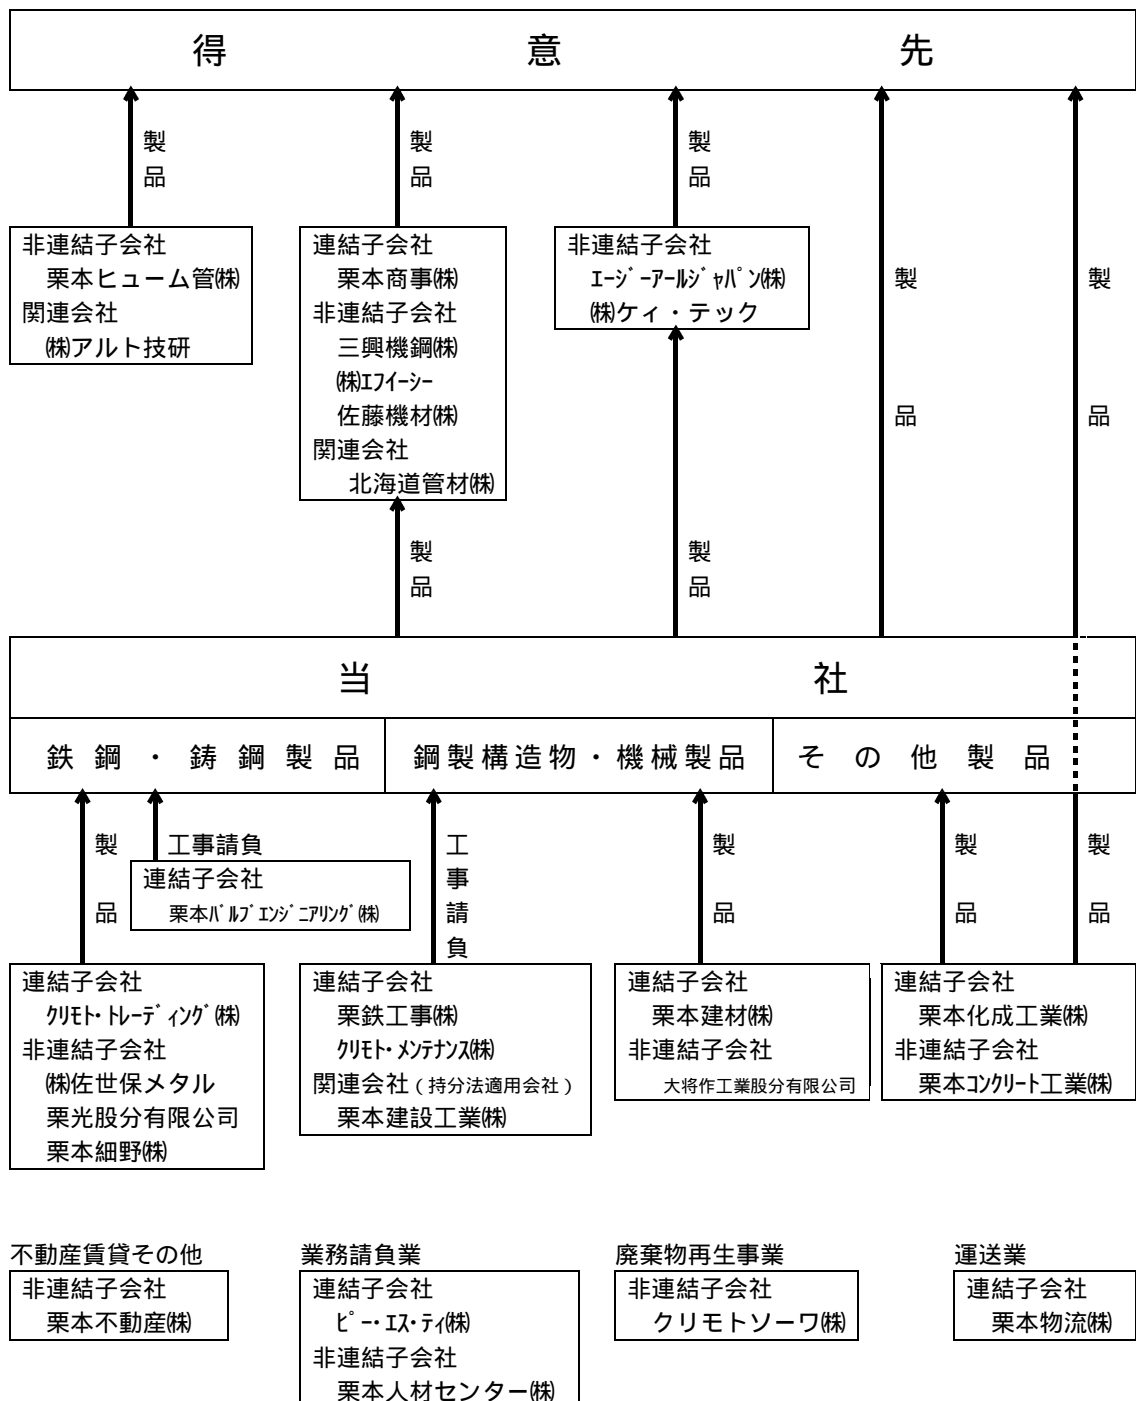 得意先
製品
製品
製品
製品
製品
非連結子会社
栗本ヒューム管㈱
関連会社
㈱アルト技研
連結子会社
栗本商事㈱
非連結子会社
三興機鋼㈱
㈱ｴﾌｲｰｼｰ
佐藤機材㈱
関連会社
北海道管材㈱
非連結子会社
ｴｰｼﾞｰｱｰﾙｼﾞｬﾊﾟﾝ㈱
㈱ケィ・テック
製品
製品
当社
鉄鋼・鋳鋼製品
鋼製構造物・機械製品
その他製品
製品
工事請負
工事請負
製品
製品
製品
連結子会社
栗本ﾊﾞﾙﾌﾞｴﾝｼﾞﾆｱﾘﾝｸﾞ㈱
連結子会社
ｸﾘﾓﾄ･ﾄﾚｰﾃﾞｨﾝｸﾞ㈱
非連結子会社
㈱佐世保メタル
栗光股分有限公司
栗本細野㈱
連結子会社
栗鉄工事㈱
ｸﾘﾓﾄ･ﾒﾝﾃﾅﾝｽ㈱
関連会社（持分法適用会社）
栗本建設工業㈱
連結子会社
栗本建材㈱
非連結子会社
大将作工業股分有限公司
連結子会社
栗本化成工業㈱
非連結子会社
栗本ｺﾝｸﾘｰﾄ工業㈱
不動産賃貸その他
非連結子会社
栗本不動産㈱
業務請負業
連結子会社
ﾋﾟｰ･ｴｽ･ﾃｨ㈱
非連結子会社
栗本人材センター㈱
廃棄物再生事業
非連結子会社
クリモトソーワ㈱
運送業
連結子会社
栗本物流㈱